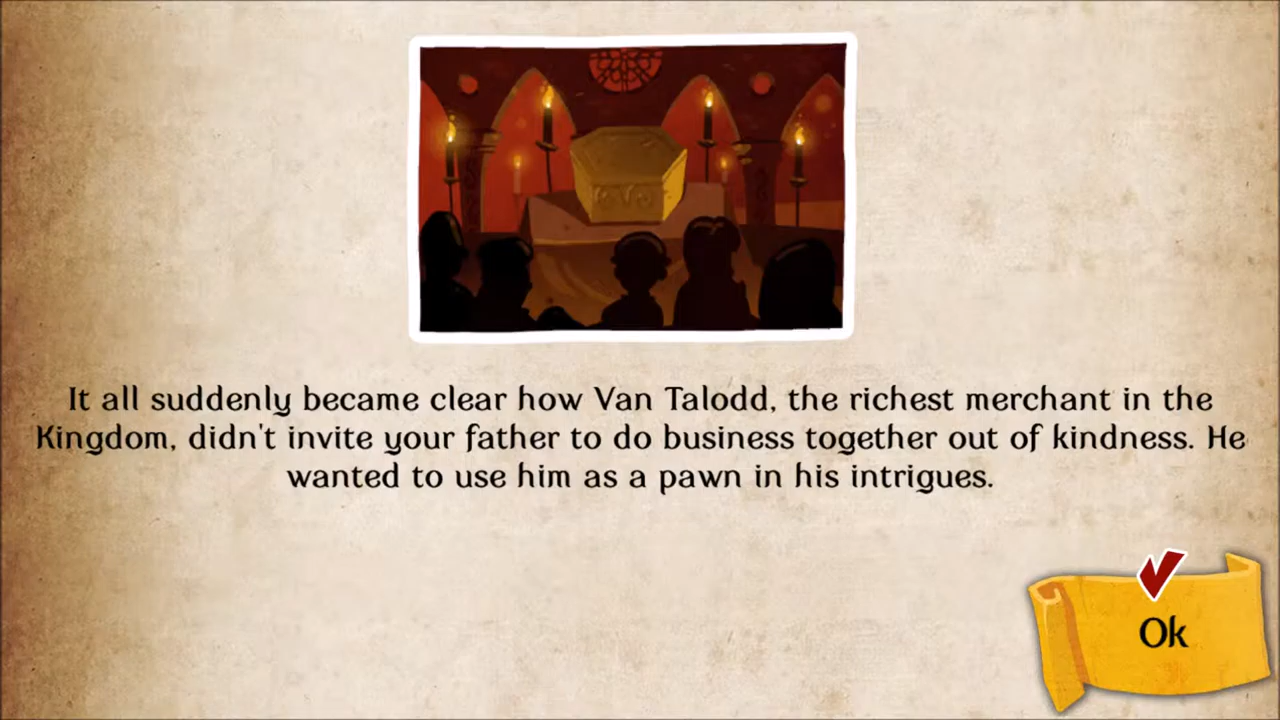 It all suddenly became clear how Van Talodd, the richest merchant in the
Kingdom, didn't invite your father to do business together out of kindness. He
wanted to use him as a pawn in his intrigues.
Ok